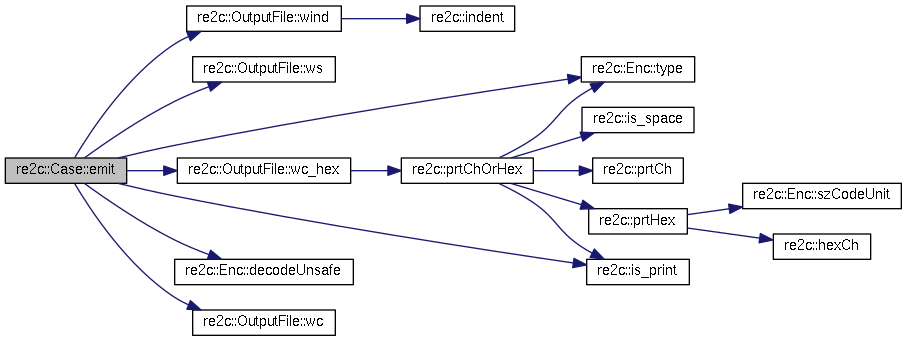 re2c::OutputFile::wind
re2c::indent
re2c::OutputFile::ws
re2c::Enc::type
re2c::is_space
re2c::Case::emit
re2c::OutputFile::wc_hex
re2c::prtChOrHex
re2c::prtCh
re2c::Enc::szCodeUnit
re2c::prtHex
re2c::hexCh
re2c::Enc::decodeUnsafe
re2c::is_print
re2c::OutputFile::wc